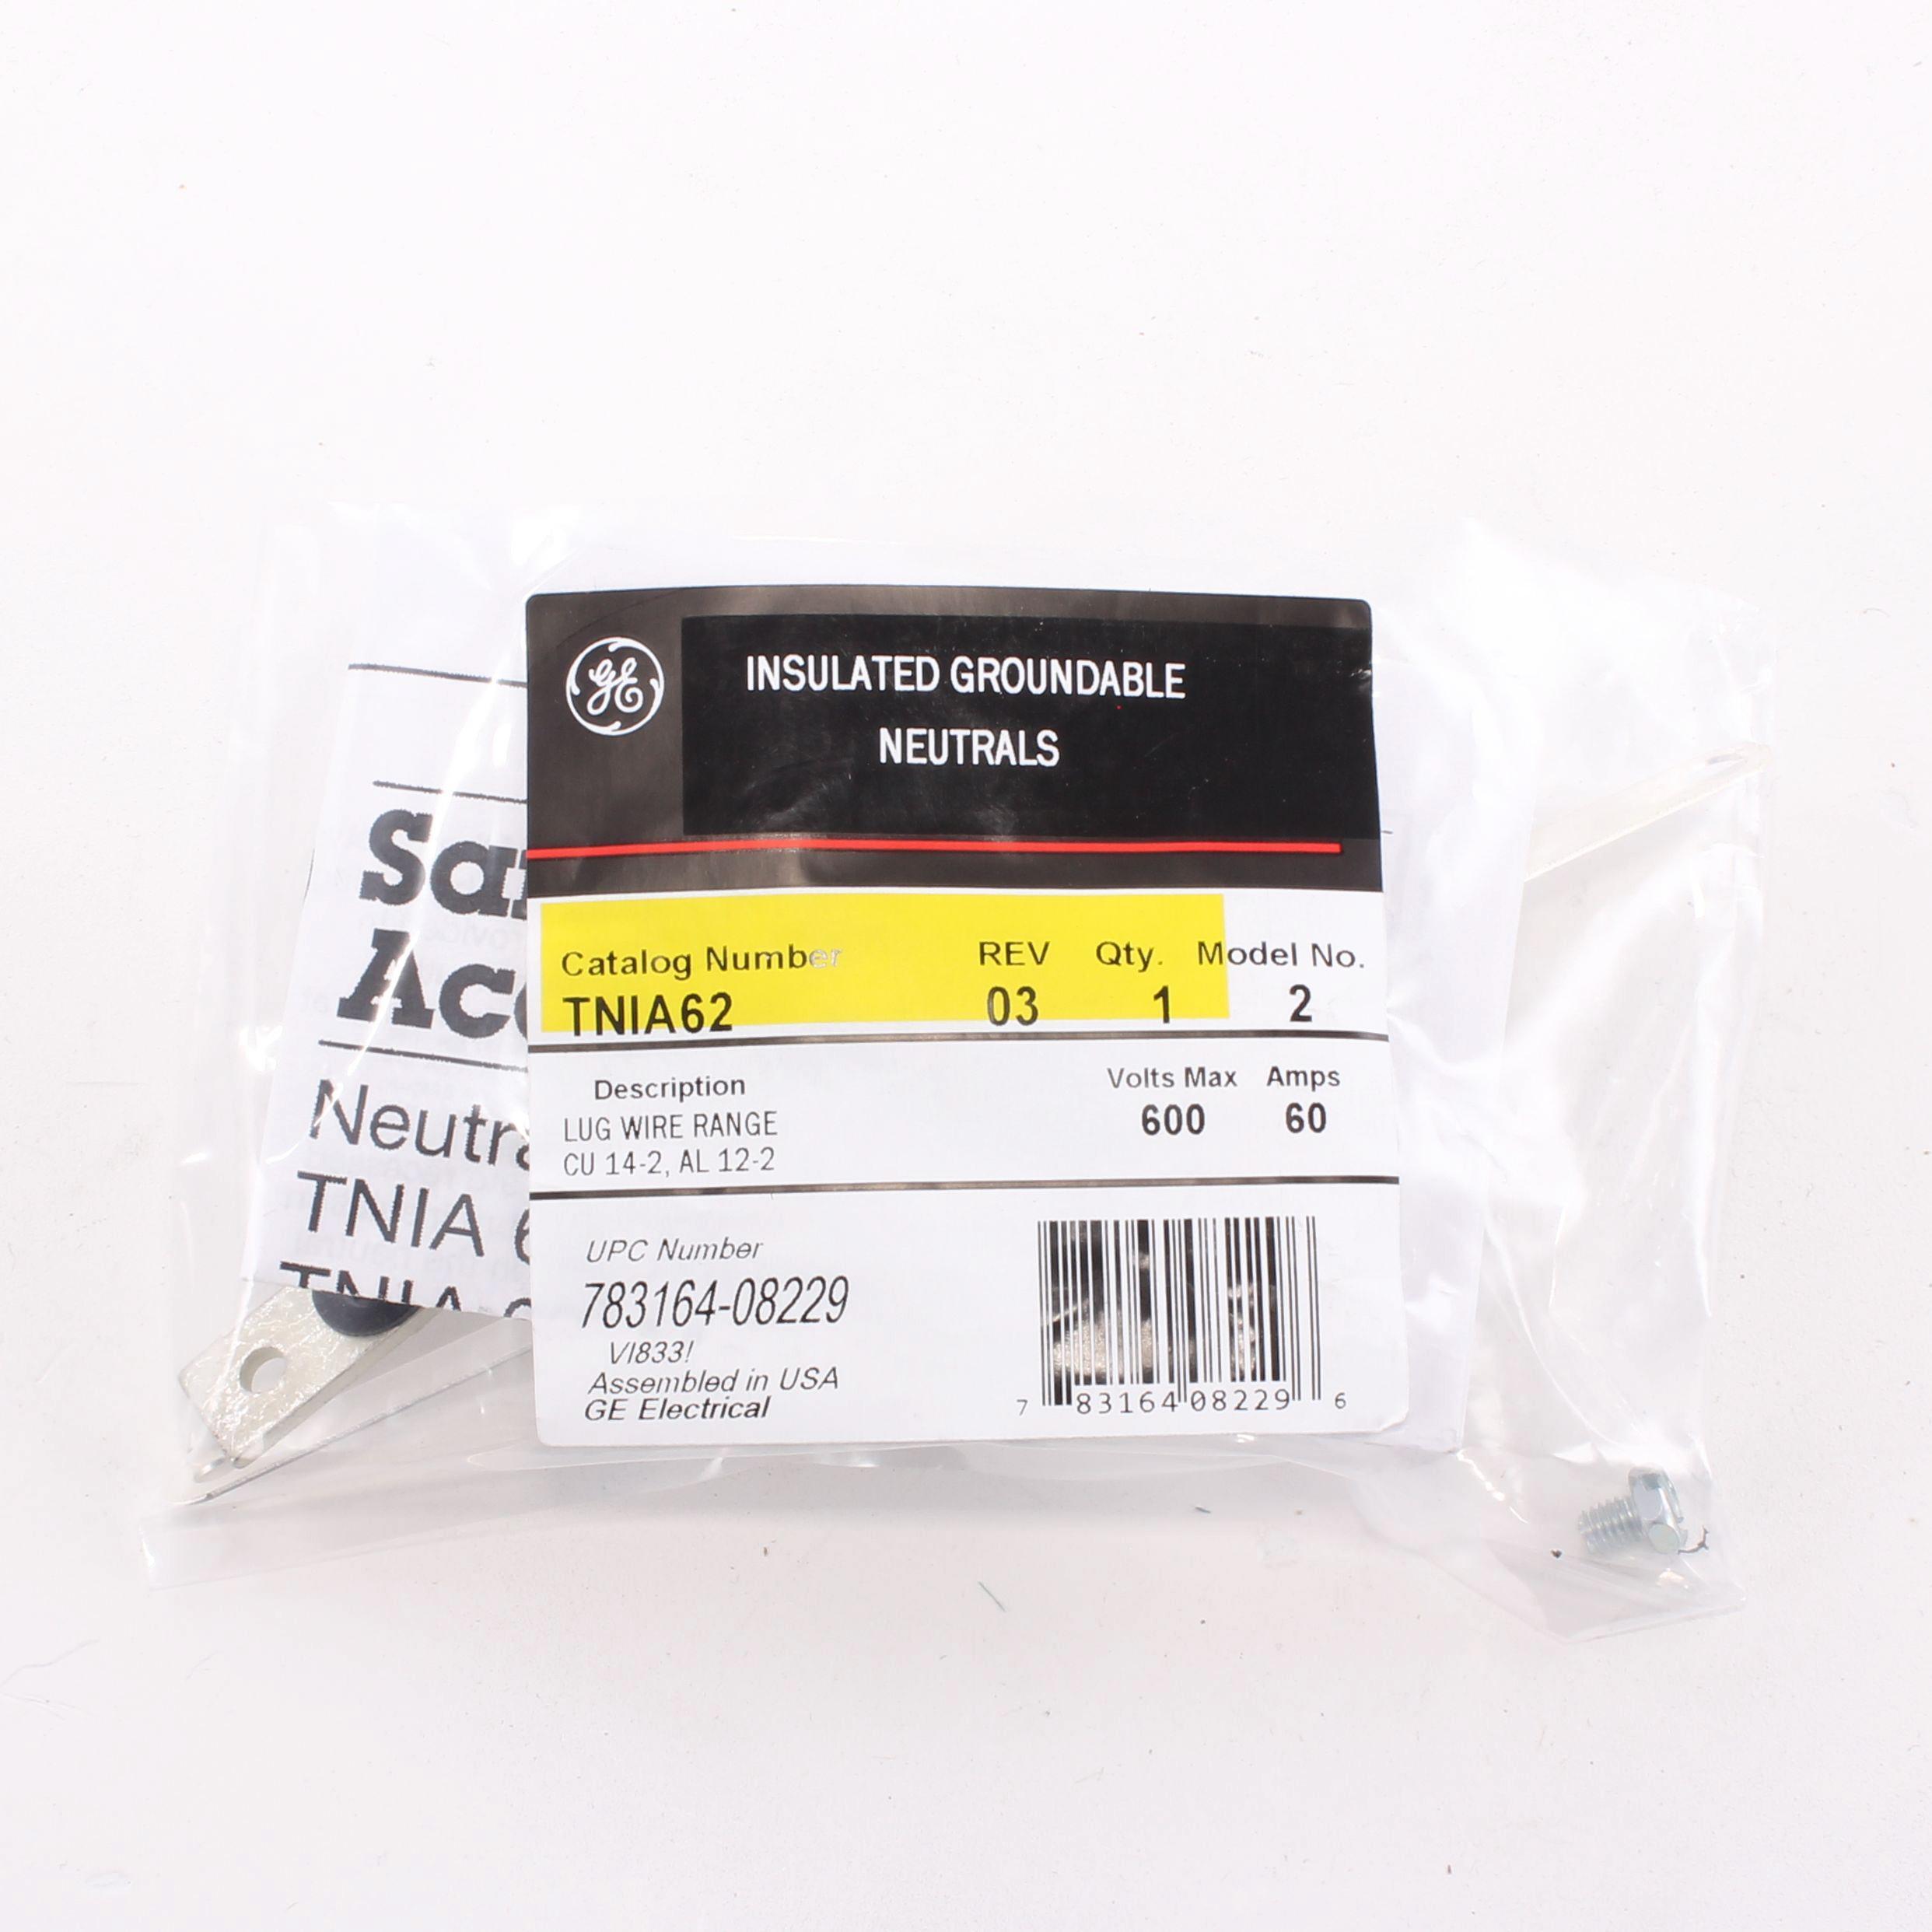 GE
INSULATED GROUNDABLE
NEUTRALS
Catalog Number REV Qty. Model No.
TNIA62 03 1 2
Description Volts Max Amps
LUG WIRE RANGE 600 60
CU 14-2, AL 12-2
UPC Number
783164-08229
VI833!
Assembled in USA
GE Electrical
7 83164 08229 6
TNIA
TNIA